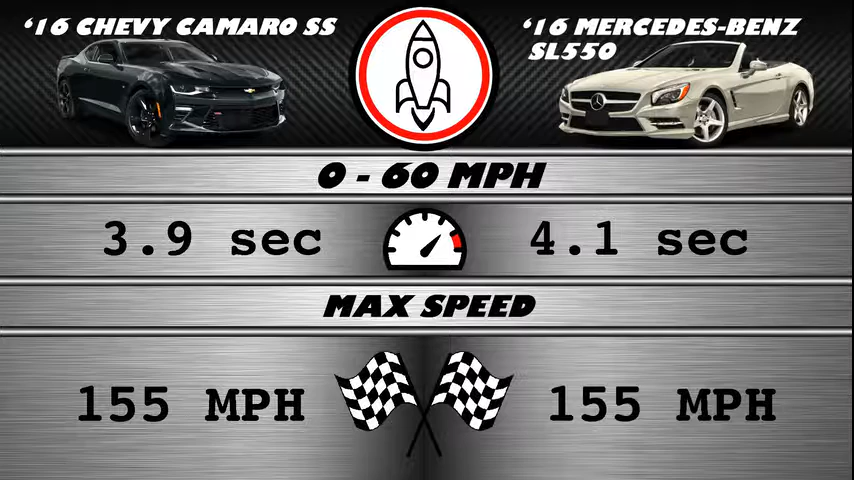 ‘16 CHEVY CAMARO SS
‘16 MERCEDES-BENZ
SL550
0 - 60 MPH
3.9 sec
4.1 sec
MAX SPEED
155 MPH
155 MPH